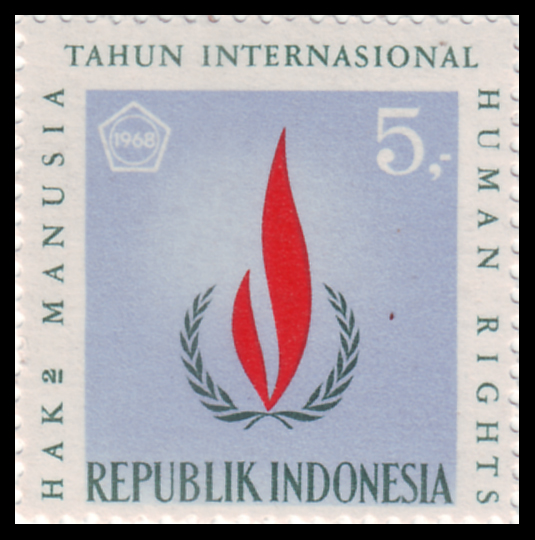 TAHUN INTERNASIONAL
HAK2 MANUSIA
HUMAN RIGHTS
1968
5,-
REPUBLIK INDONESIA